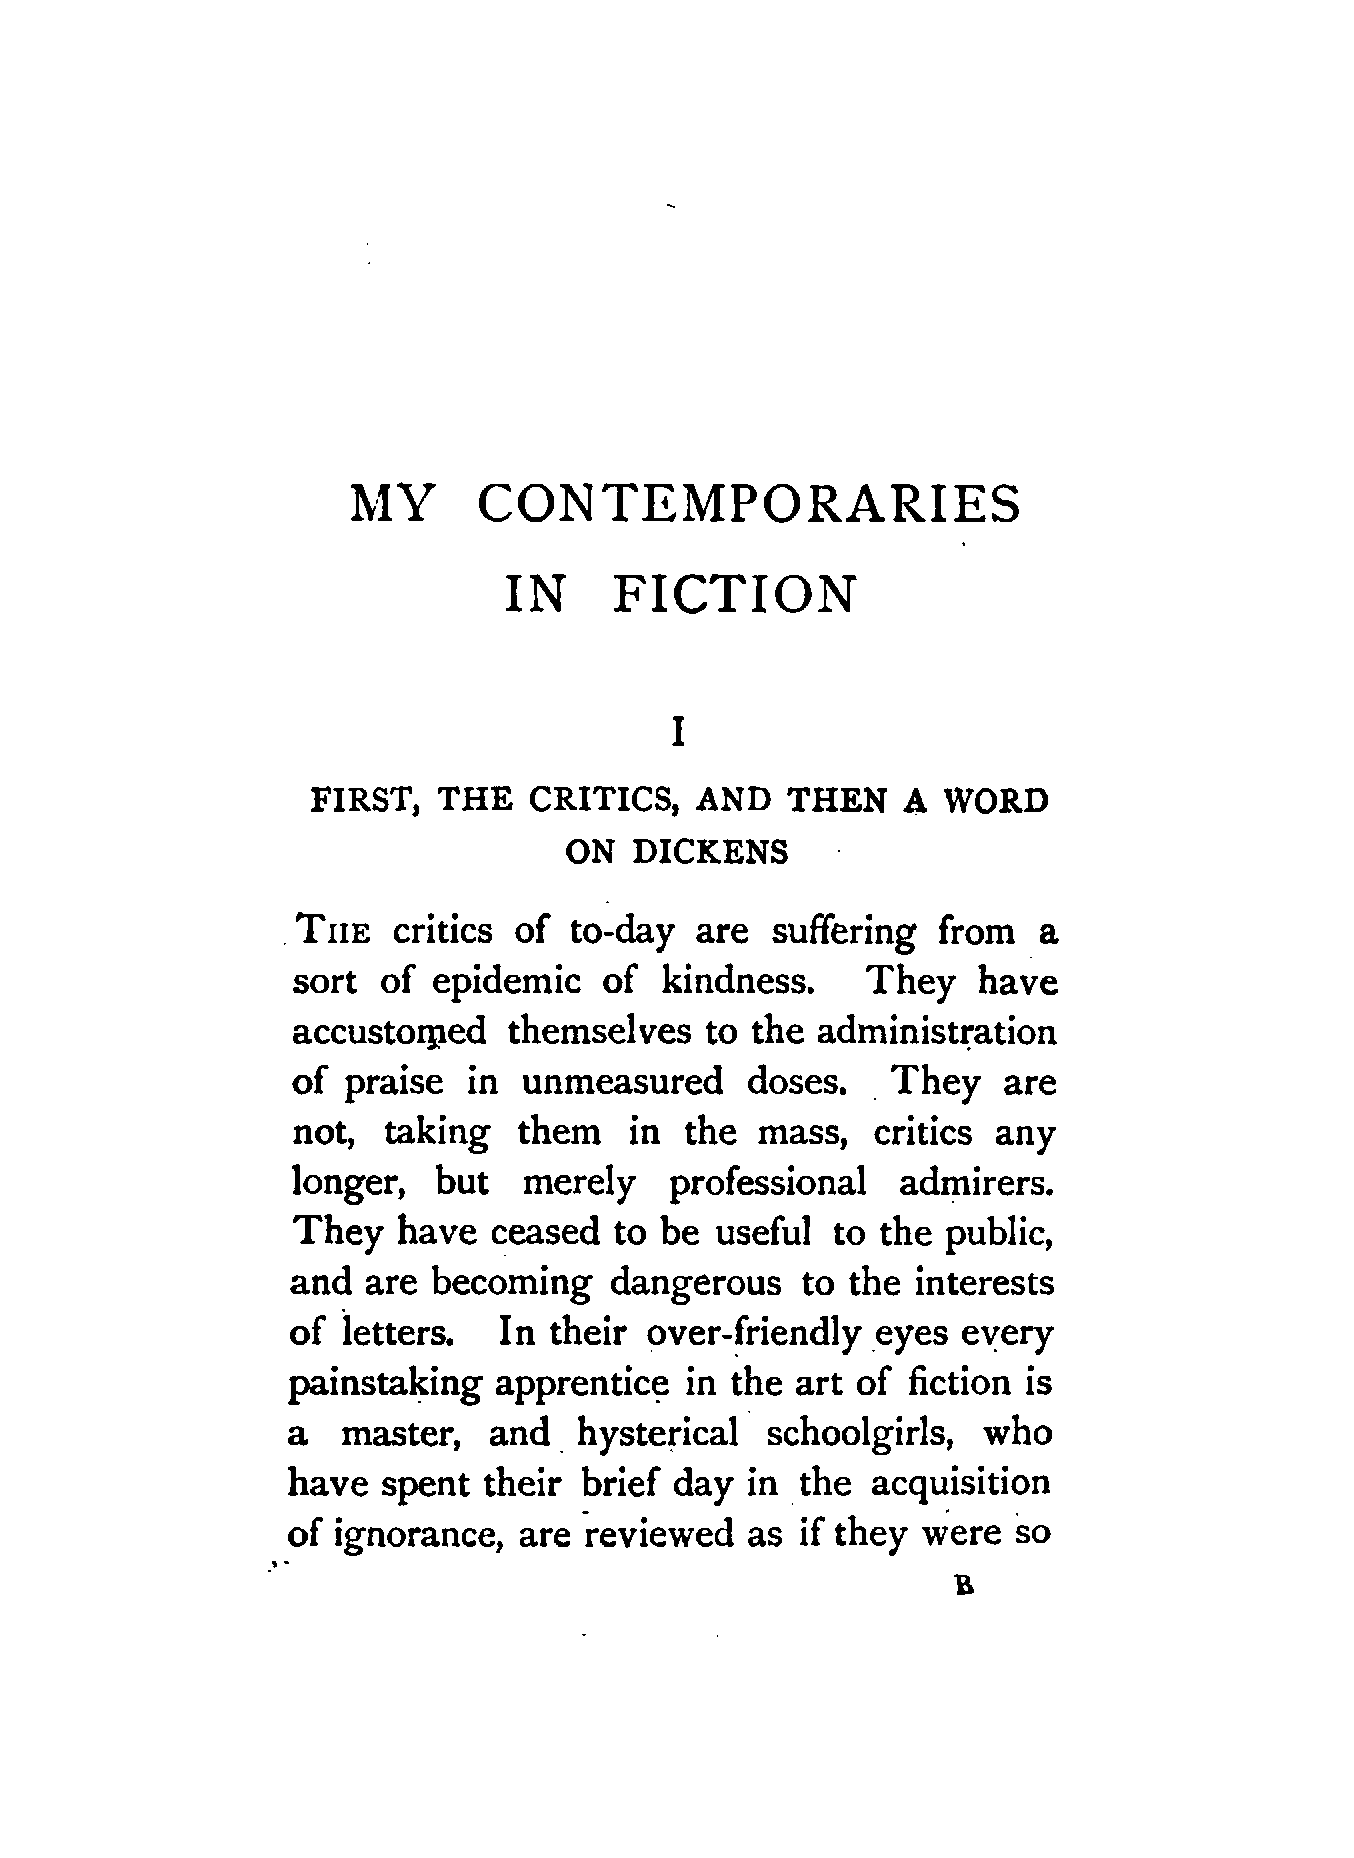 MY CONTEMPORARIES
IN FICTION
I
FIRST, THE CRITICS, AND THEN A WORD
ON DICKENS
THE critics of to-day are suffering from a
sort of epidemic of kindness. They have
accustomed themselves to the administration
of praise in unmeasured doses. They are
not, taking them in the mass, critics any
longer, but merely professional admirers.
They have ceased to be useful to the public,
and are becoming dangerous to the interests
of letters. In their over-friendly eyes every
painstaking apprentice in the art of fiction is
a master, and hysterical schoolgirls, who
have spent their brief day in the acquisition
of ignorance, are reviewed as if they were so
B